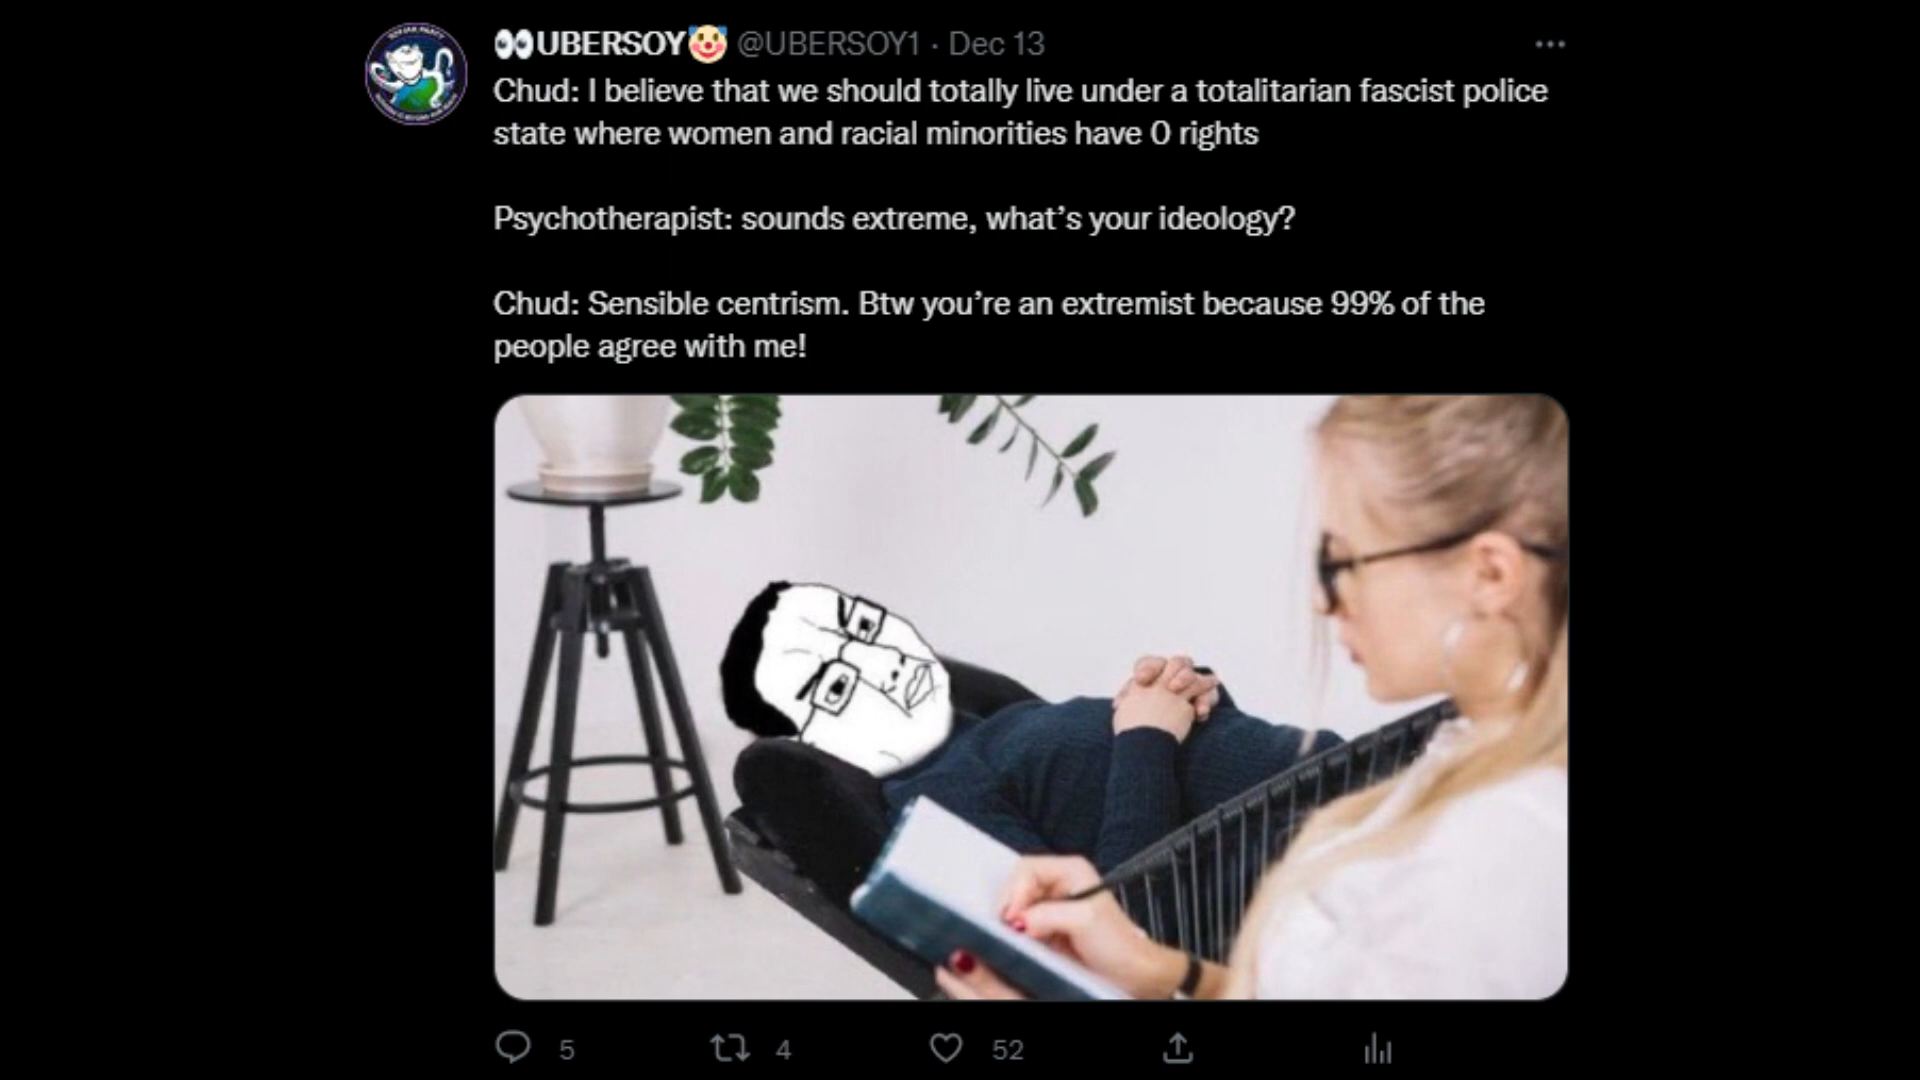 👀UBERSOY🤡 @UBERSOY1 · Dec 13
Chud: I believe that we should totally live under a totalitarian fascist police
state where women and racial minorities have 0 rights
Psychotherapist: sounds extreme, what's your ideology?
Chud: Sensible centrism. Btw you're an extremist because 99% of the
people agree with me!
5 4 52